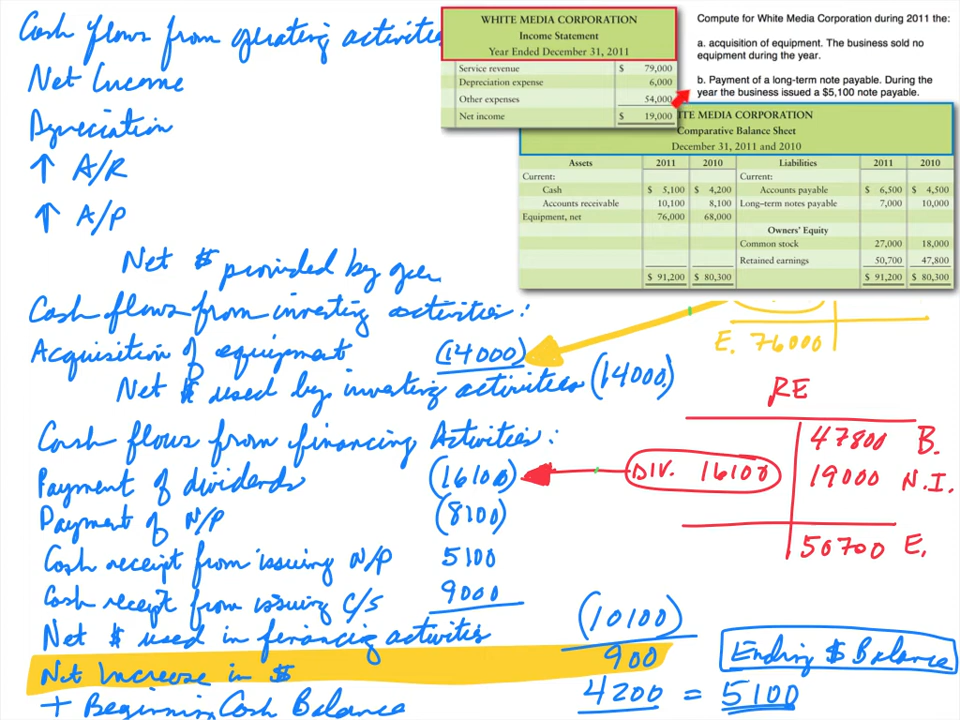 Cash flows from operating activities
Net Income
Depreciation
↑ A/R
↑ A/P
Net $ provided by oper
Cash flows from investing activities:
Acquisition of equipment (14000)
Net $ used by investing activities (14000)
Cash flows from financing Activities:
Payment of dividends (16100)
Payment of N/P (8100)
Cash receipt from issuing N/P 5100
Cash receipt from issuing C/S 9000
Net $ used in financing activities (10100)
Net Increase in $ 900
+ Beginning Cash Balance 4200 = 5100
Ending $ Balance
WHITE MEDIA CORPORATION
Income Statement
Year Ended December 31, 2011
Service revenue $ 79,000
Depreciation expense 6,000
Other expenses 54,000
Net income $ 19,000
Compute for White Media Corporation during 2011 the:
a. acquisition of equipment. The business sold no
equipment during the year.
b. Payment of a long-term note payable. During the
year the business issued a $5,100 note payable.
ITE MEDIA CORPORATION
Comparative Balance Sheet
December 31, 2011 and 2010
Assets 2011 2010 Liabilities 2011 2010
Current: Current:
Cash $ 5,100 $ 4,200 Accounts payable $ 6,500 $ 4,500
Accounts receivable 10,100 8,100 Long-term notes payable 7,000 10,000
Equipment, net 76,000 68,000
Owners' Equity
Common stock 27,000 18,000
Retained earnings 50,700 47,800
$ 91,200 $ 80,300 $ 91,200 $ 80,300
E. 76000
RE
47800 B.
DIV. 16100 19000 N.I.
50700 E.